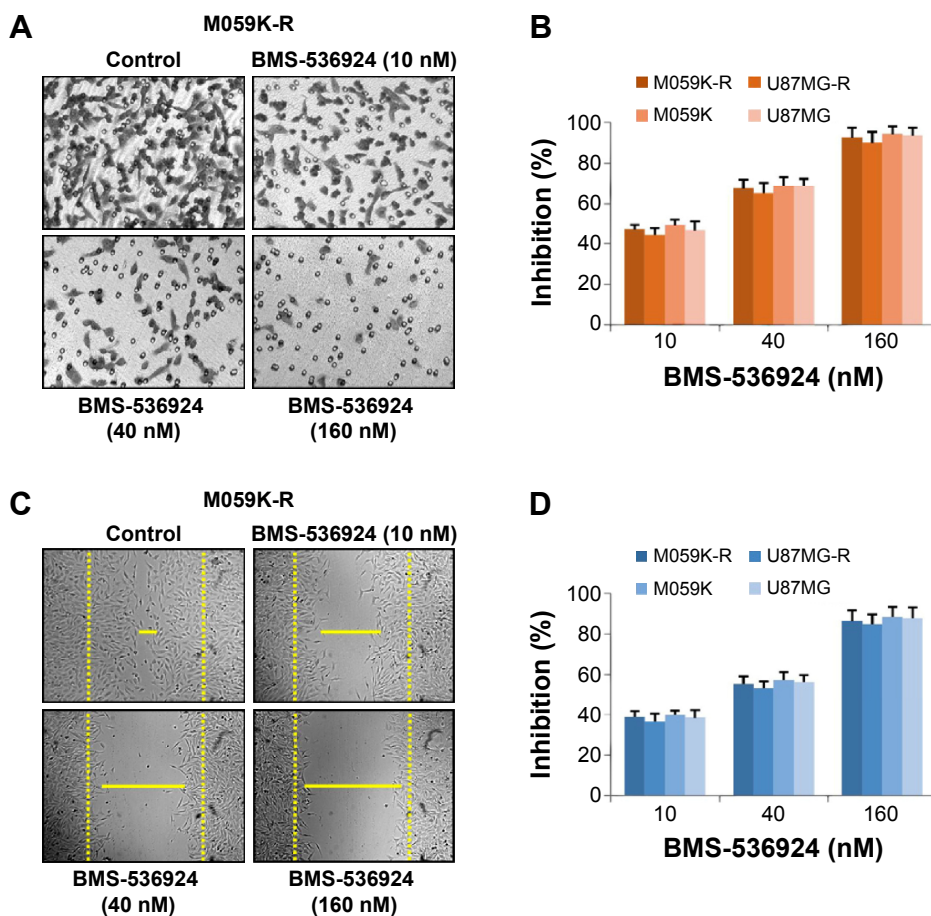 A
M059K-R
Control
BMS-536924 (10 nM)
BMS-536924
(40 nM)
BMS-536924
(160 nM)
B
M059K-R
U87MG-R
M059K
U87MG
Inhibition (%)
100
80
60
40
20
0
10
40
160
BMS-536924 (nM)
C
M059K-R
Control
BMS-536924 (10 nM)
BMS-536924
(40 nM)
BMS-536924
(160 nM)
D
M059K-R
U87MG-R
M059K
U87MG
Inhibition (%)
100
80
60
40
20
0
10
40
160
BMS-536924 (nM)